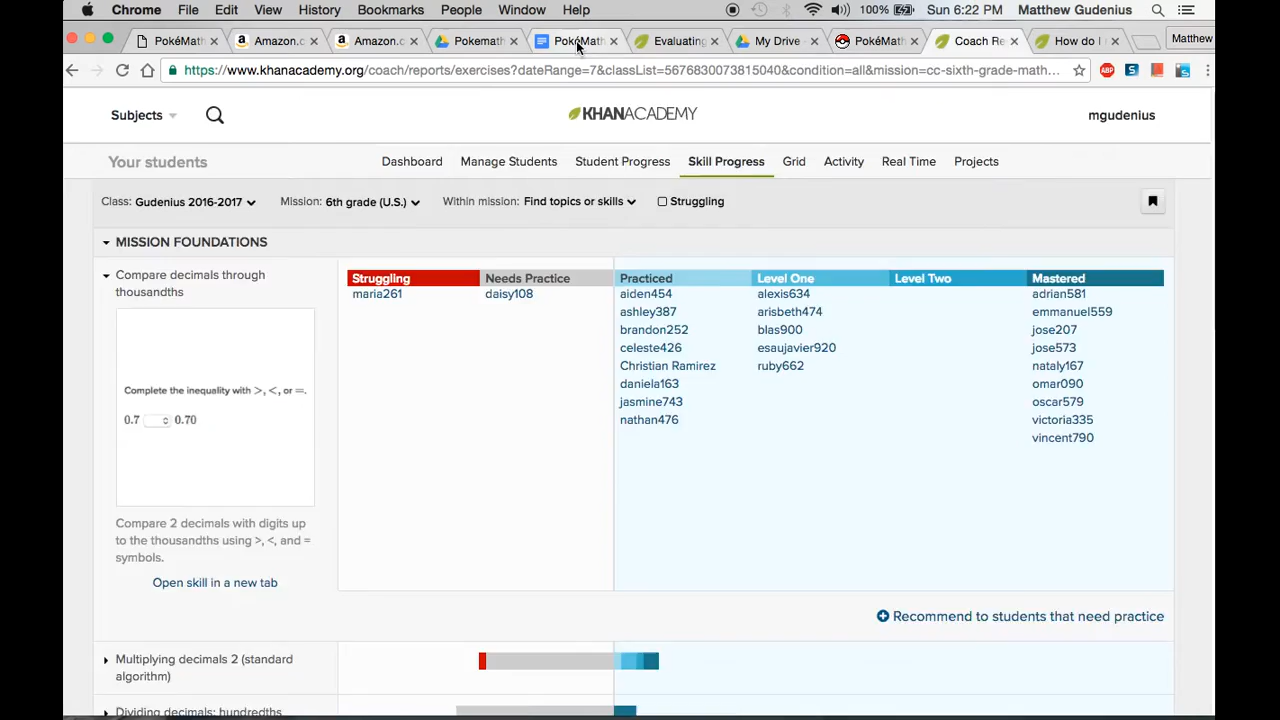 Chrome File Edit View History Bookmarks People Window Help 100% Sun 6:22 PM Matthew Gudenius
PokéMath Amazon.c Amazon.c Pokemath PokéMath Evaluating My Drive PokéMath Coach Re How do I Matthew
https://www.khanacademy.org/coach/reports/exercises?dateRange=7&classList=5676830073815040&condition=all&mission=cc-sixth-grade-math...
Subjects KHANACADEMY mgudenius
Your students Dashboard Manage Students Student Progress Skill Progress Grid Activity Real Time Projects
Class: Gudenius 2016-2017 Mission: 6th grade (U.S.) Within mission: Find topics or skills Struggling
MISSION FOUNDATIONS
Compare decimals through
thousandths
Complete the inequality with >, <, or =.
0.7 0.70
Compare 2 decimals with digits up
to the thousandths using >, <, and =
symbols.
Open skill in a new tab
Struggling Needs Practice Practiced Level One Level Two Mastered
maria261 daisy108 aiden454 alexis634 adrian581
ashley387 arisbeth474 emmanuel559
brandon252 blas900 jose207
celeste426 esaujavier920 jose573
Christian Ramirez ruby662 nataly167
daniela163 omar090
jasmine743 oscar579
nathan476 victoria335
vincent790
Recommend to students that need practice
Multiplying decimals 2 (standard
algorithm)
Dividing decimals: hundredths